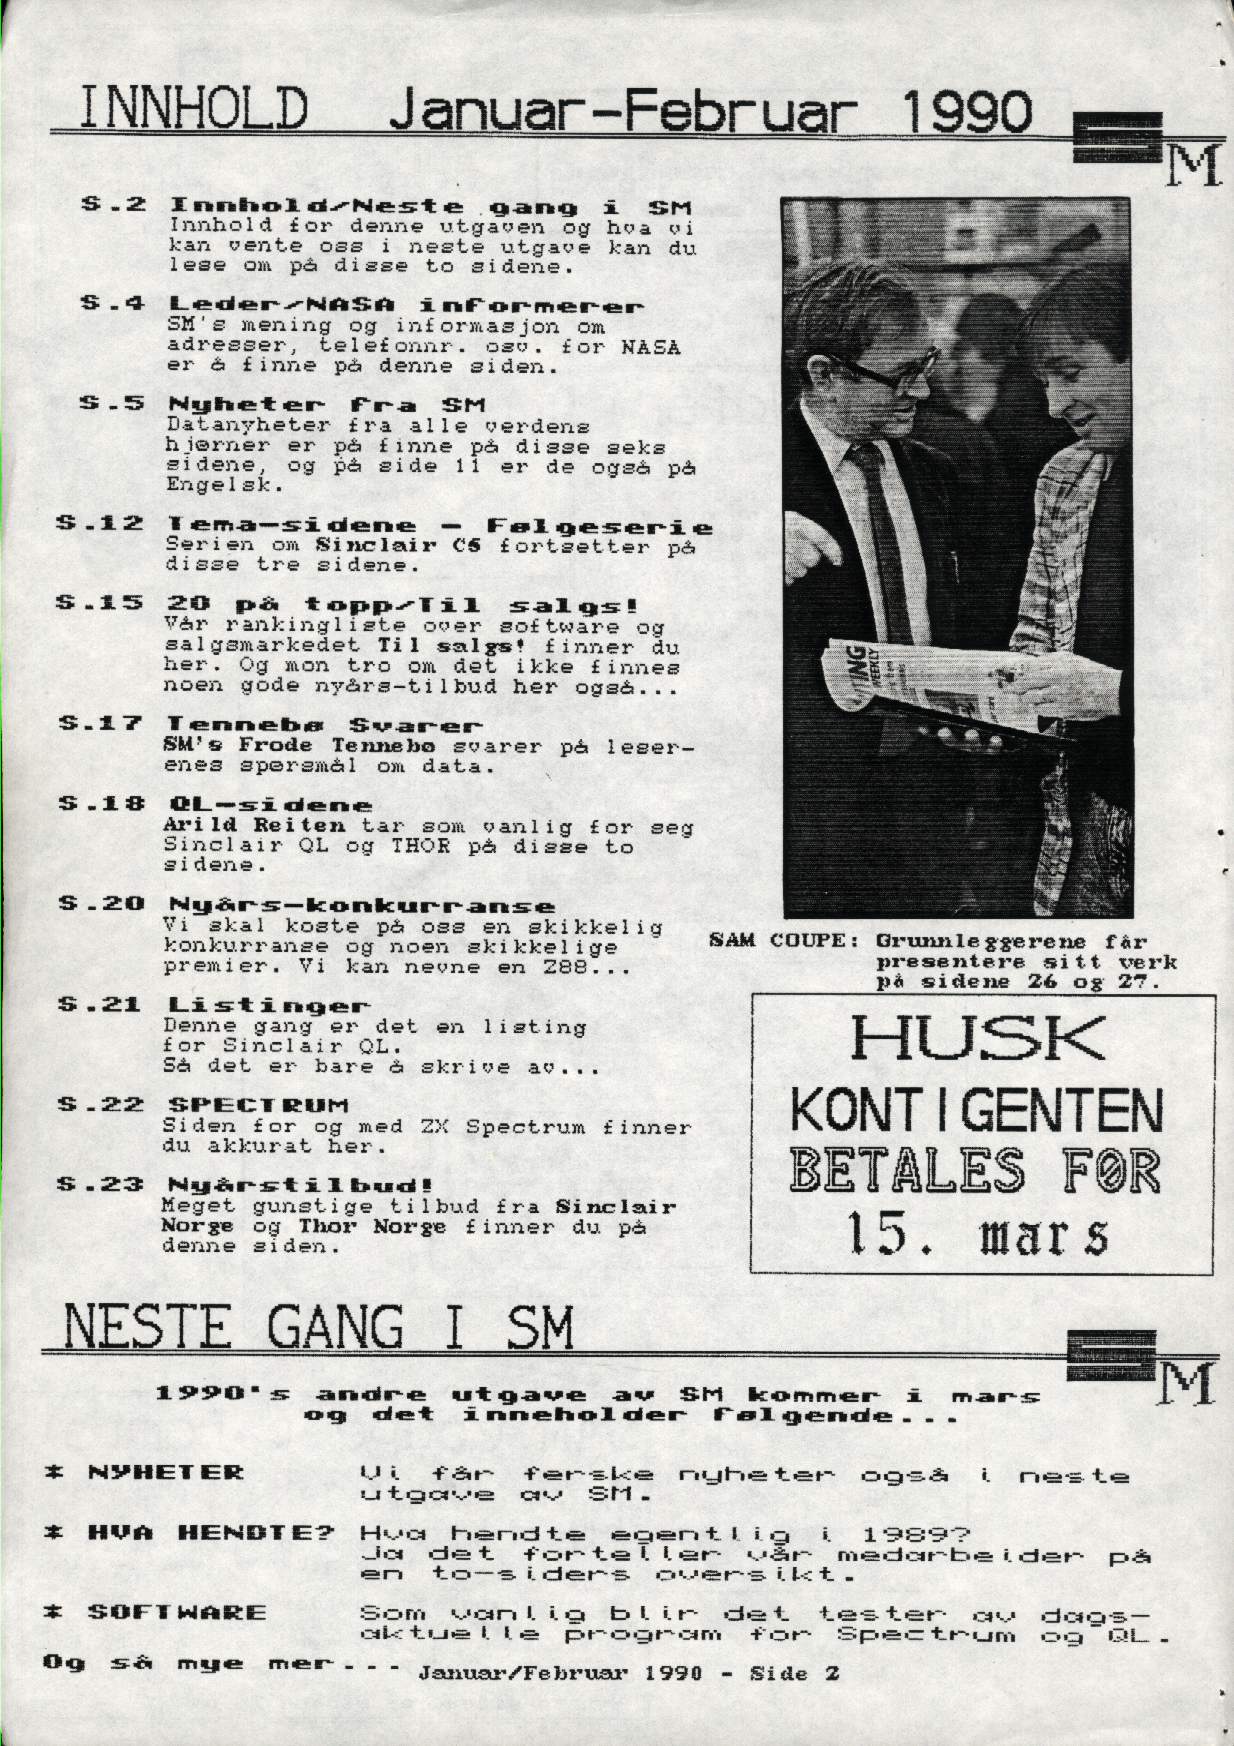 INNHOLD Januar-Februar 1990
SM
S.2 Innhold/Neste gang i SM
Innhold for denne utgaven og hva vi
kan vente oss i neste utgave kan du
lese om på disse to sidene.
S.4 Leder/NASA informerer
SM's mening og informasjon om
adresser, telefonnr. osv. for NASA
er å finne på denne siden.
S.5 Nyheter fra SM
Datanyheter fra alle verdens
hjørner er på finne på disse seks
sidene, og på side 11 er de også på
Engelsk.
S.12 Tema-sidene - Følgeserie
Serien om Sinclair C5 fortsetter på
disse tre sidene.
S.15 20 på topp/Til salgs!
Vår rankingliste over software og
salgsmarkedet Til salgs! finner du
her. Og mon tro om det ikke finnes
noen gode nyårs-tilbud her også...
S.17 Tennebø Svarer
SM's Frode Tennebø svarer på leser-
enes spørsmål om data.
S.18 QL-sidene
Arild Reiten tar som vanlig for seg
Sinclair QL og THOR på disse to
sidene.
S.20 Nyårs-konkurranse
Vi skal koste på oss en skikkelig
konkurranse og noen skikkelige
premier. Vi kan nevne en Z88...
S.21 Listinger
Denne gang er det en listing
for Sinclair QL.
Så det er bare å skrive av...
S.22 SPECTRUM
Siden for og med ZX Spectrum finner
du akkurat her.
S.23 Nyårstilbud!
Meget gunstige tilbud fra Sinclair
Norge og Thor Norge finner du på
denne siden.
TING
WEEKLY
SAM COUPE: Grunnleggerene får
presentere sitt verk
på sidene 26 og 27.
HUSK
KONTIGENTEN
BETALES FØR
15. mars
NESTE GANG I SM
SM
1990's andre utgave av SM kommer i mars
og det inneholder følgende...
* NYHETER Vi får ferske nyheter også i neste
utgave av SM.
* HVA HENDTE? Hva hendte egentlig i 1989?
Ja det forteller vår medarbeider på
en to-siders oversikt.
* SOFTWARE Som vanlig blir det tester av dags-
aktuelle program for Spectrum og QL.
Og så mye mer...
Januar/Februar 1990 - Side 2